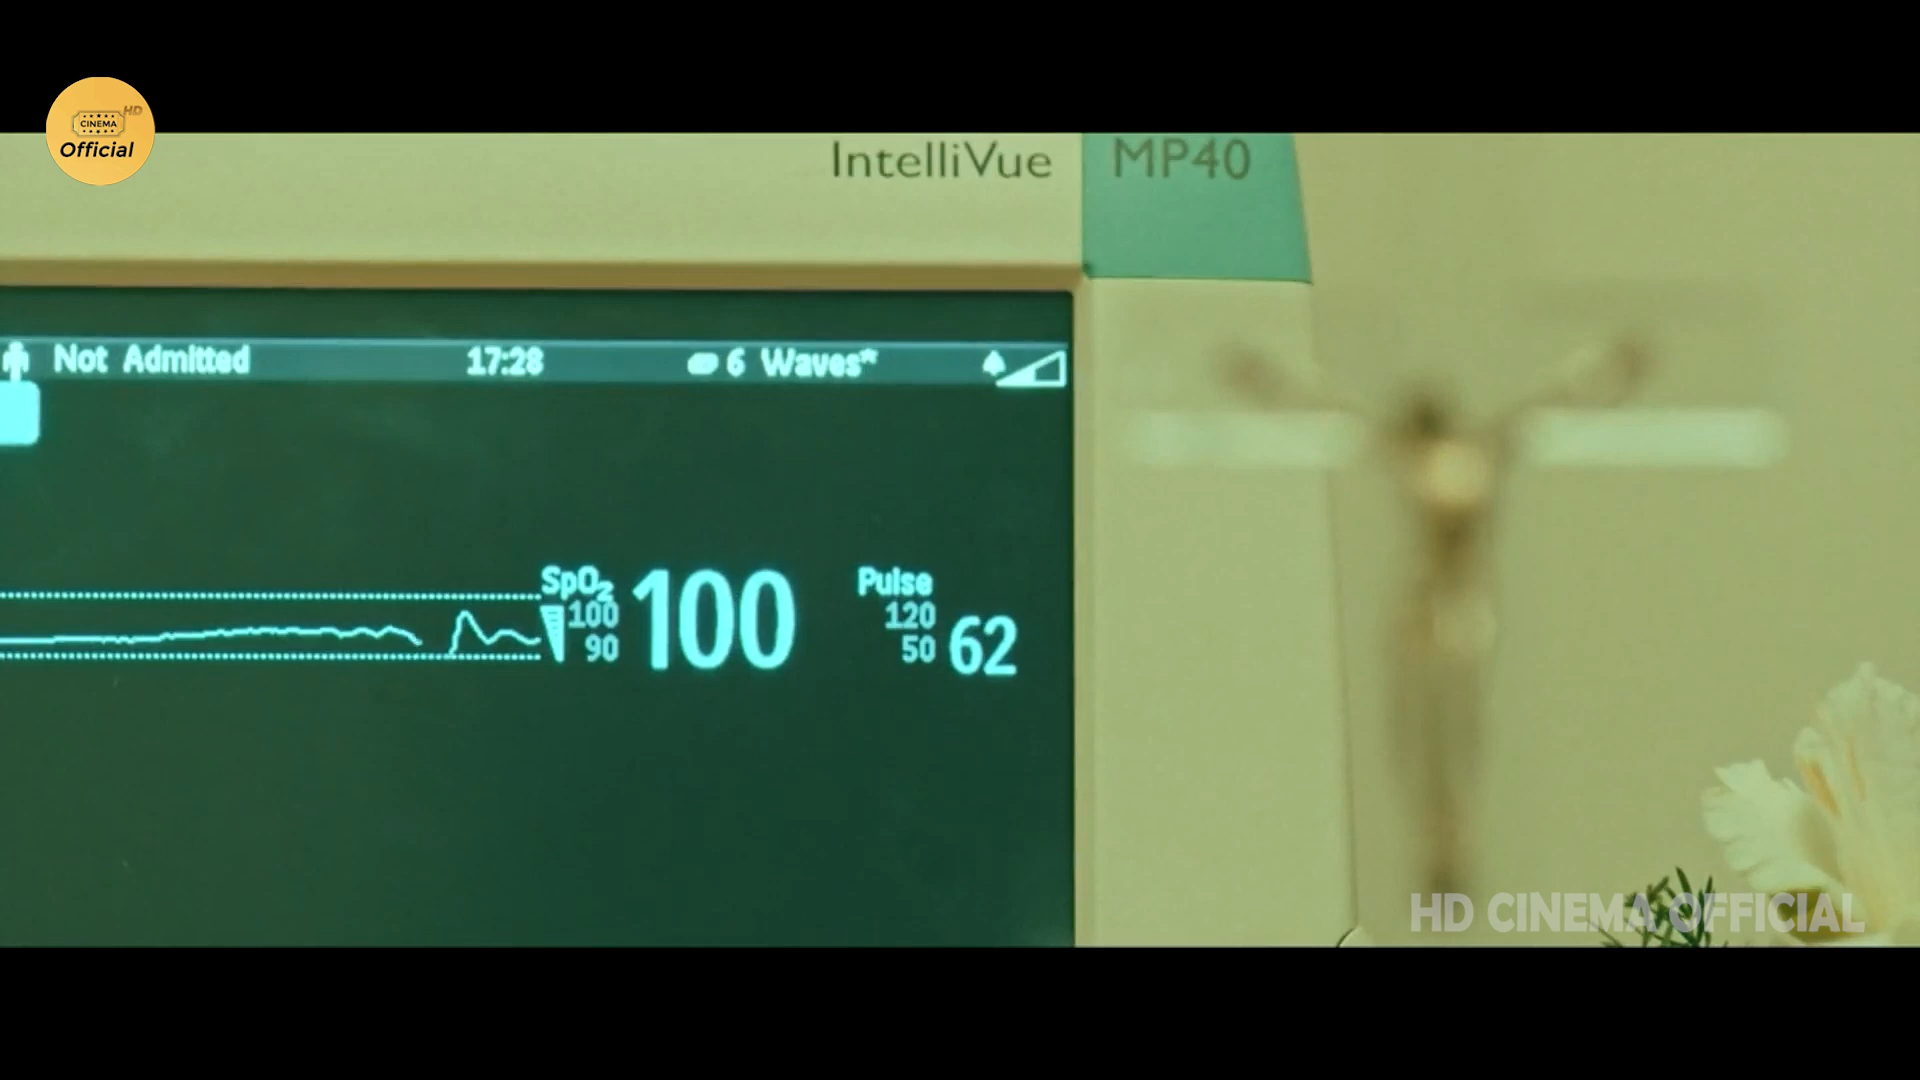 HD
CINEMA
Official
IntelliVue MP40
Not Admitted 17:28 6 Waves*
SpO₂ 100 Pulse
100 120
90 50 62
HD CINEMA OFFICIAL